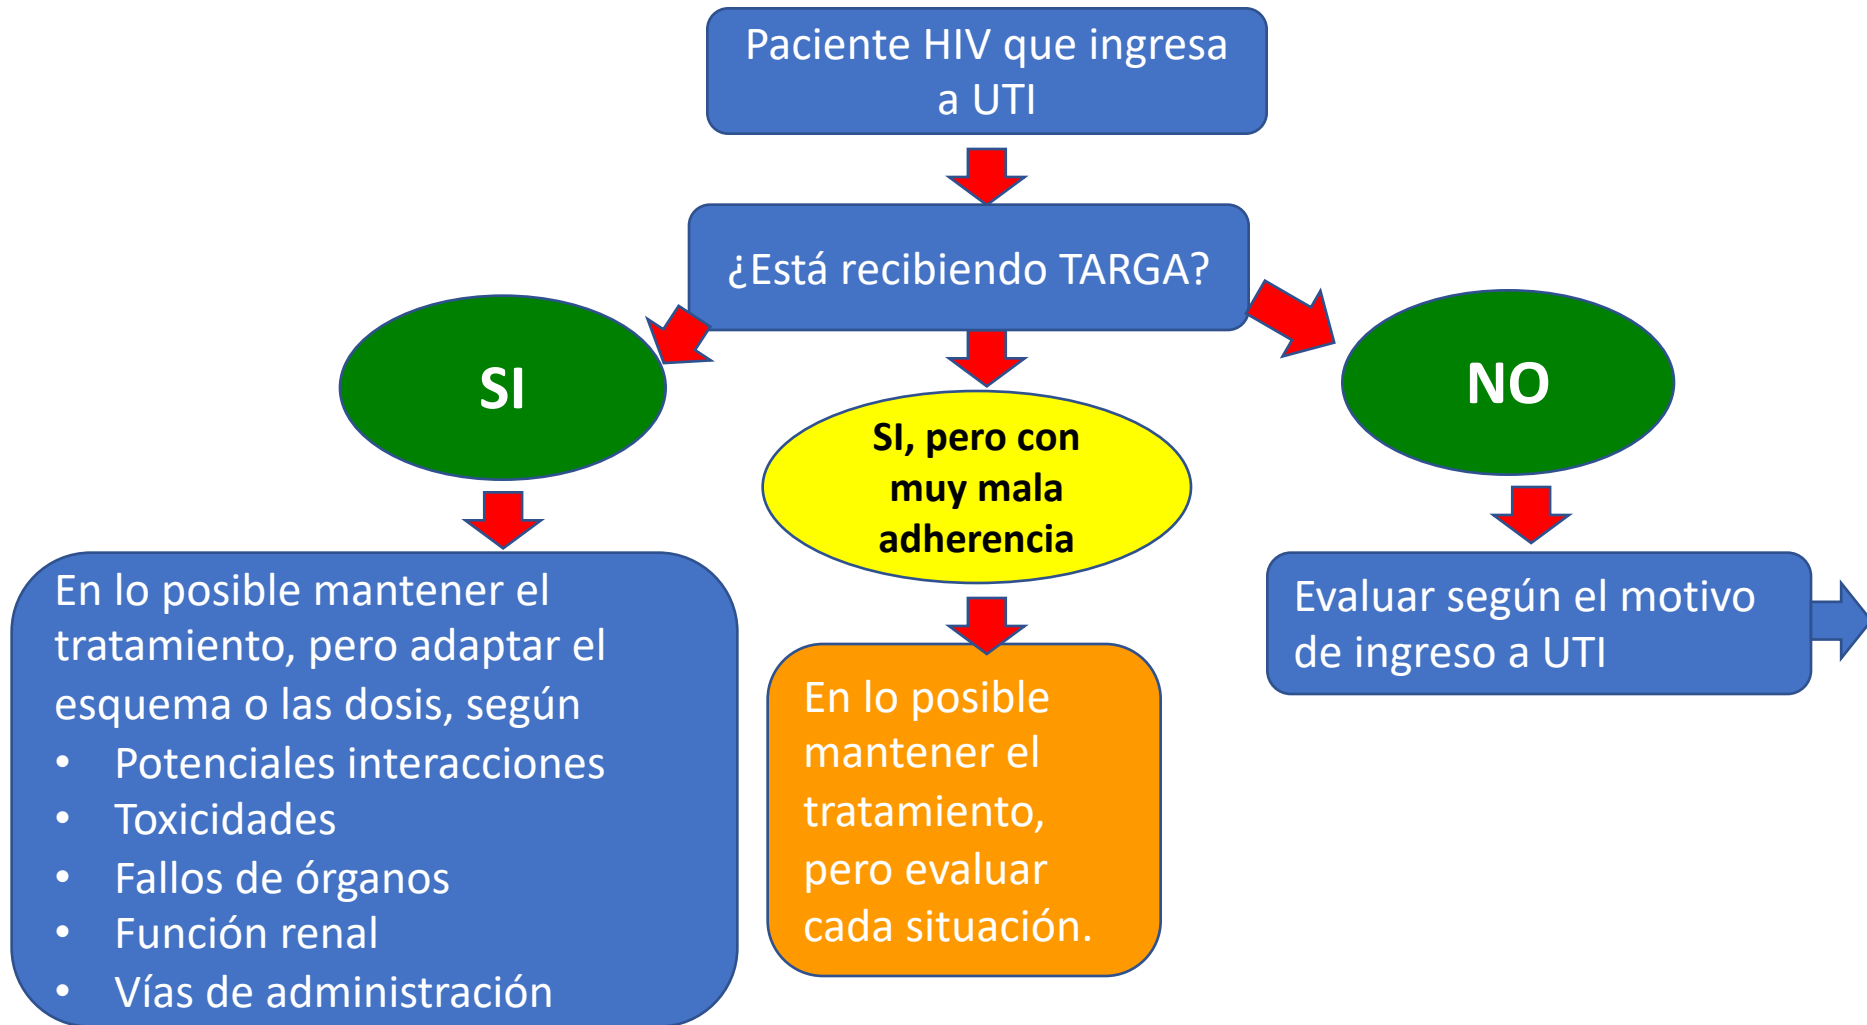 Paciente HIV que ingresa
a UTI
¿Está recibiendo TARGA?
SI
En lo posible mantener el
tratamiento, pero adaptar el
esquema o las dosis, según
• Potenciales interacciones
• Toxicidades
• Fallos de órganos
• Función renal
• Vías de administración
SI, pero con
muy mala
adherencia
En lo posible
mantener el
tratamiento,
pero evaluar
cada situación.
NO
Evaluar según el motivo
de ingreso a UTI